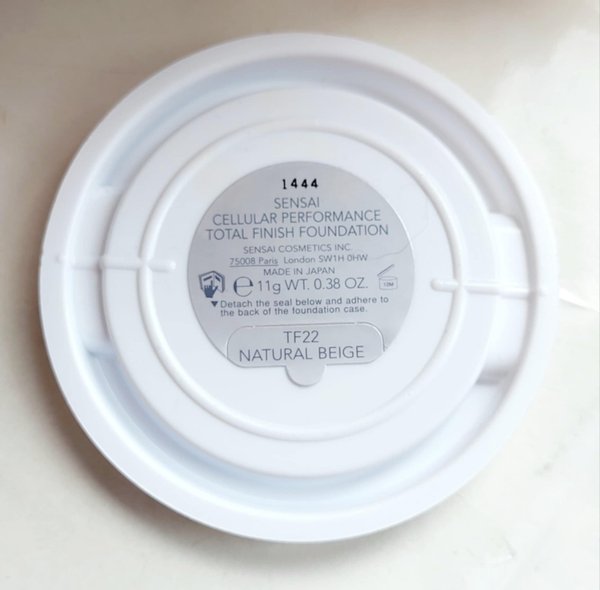 1444
SENSAI
CELLULAR PERFORMANCE
TOTAL FINISH FOUNDATION
SENSAI COSMETICS INC.
75008 Paris London SW1H 0HW
MADE IN JAPAN
℮ 11g WT. 0.38 OZ. 12M
▼Detach the seal below and adhere to
the back of the foundation case.
TF22
NATURAL BEIGE